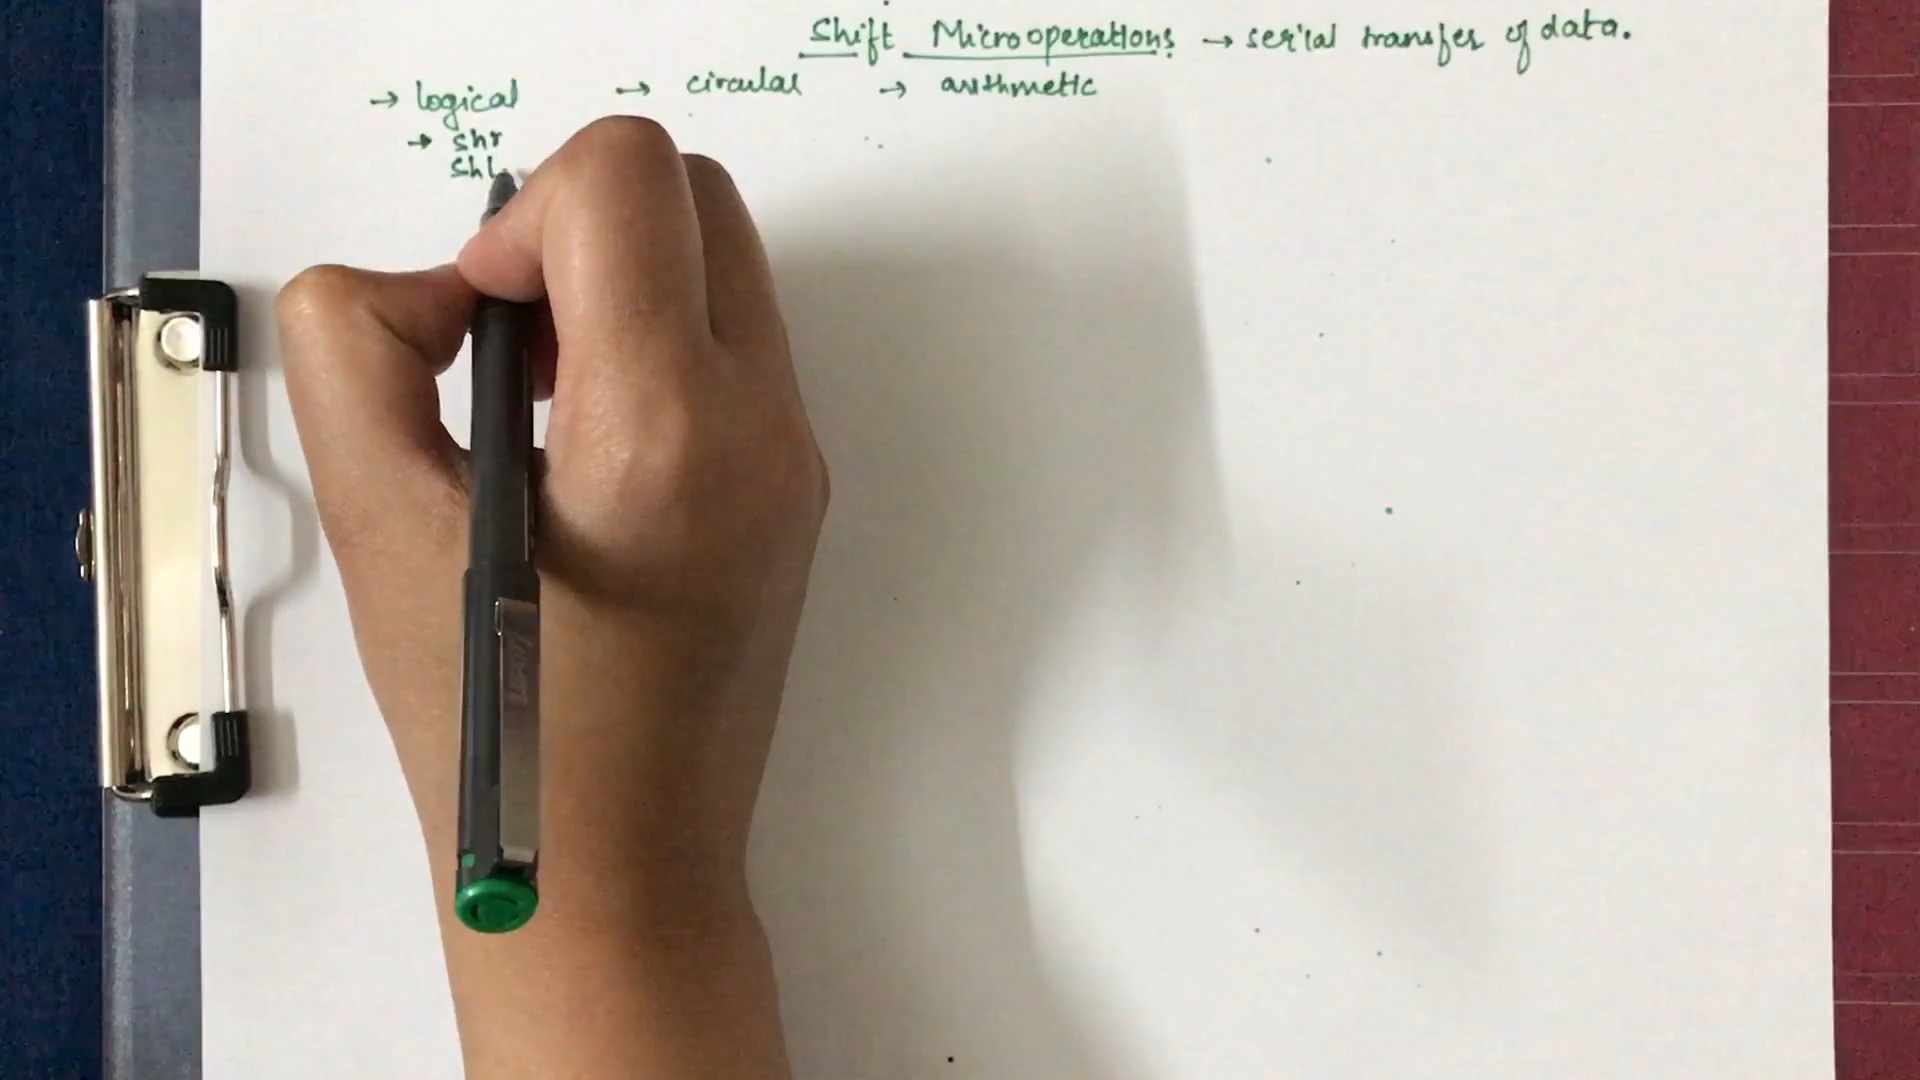 Shift Microoperations → serial transfer of data.
→ logical → circular → arithmetic
→ shr
shl